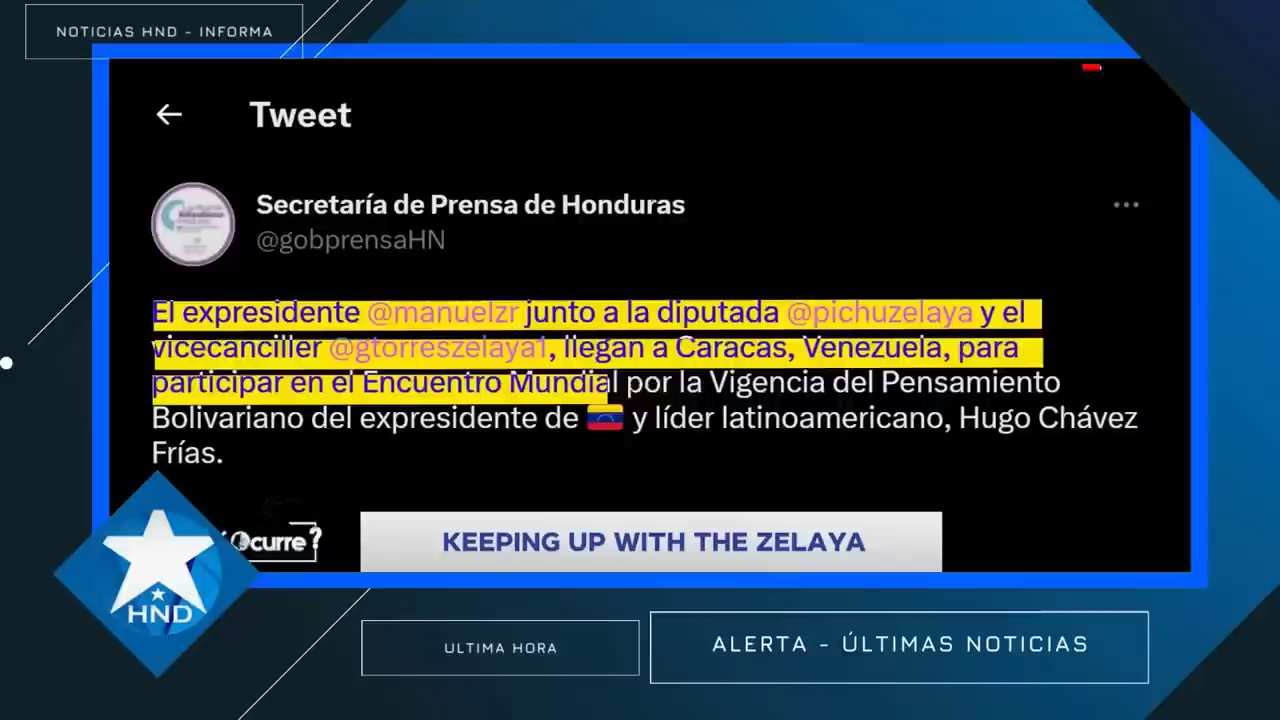 NOTICIAS HND - INFORMA
Tweet
Secretaría de Prensa de Honduras
@gobprensaHN
El expresidente @manuelzr junto a la diputada @pichuzelaya y el
vicecanciller @gtorreszelaya1, llegan a Caracas, Venezuela, para
participar en el Encuentro Mundial por la Vigencia del Pensamiento
Bolivariano del expresidente de 🇻🇪 y líder latinoamericano, Hugo Chávez
Frías.
Ocurre?
KEEPING UP WITH THE ZELAYA
HND
ULTIMA HORA
ALERTA - ÚLTIMAS NOTICIAS